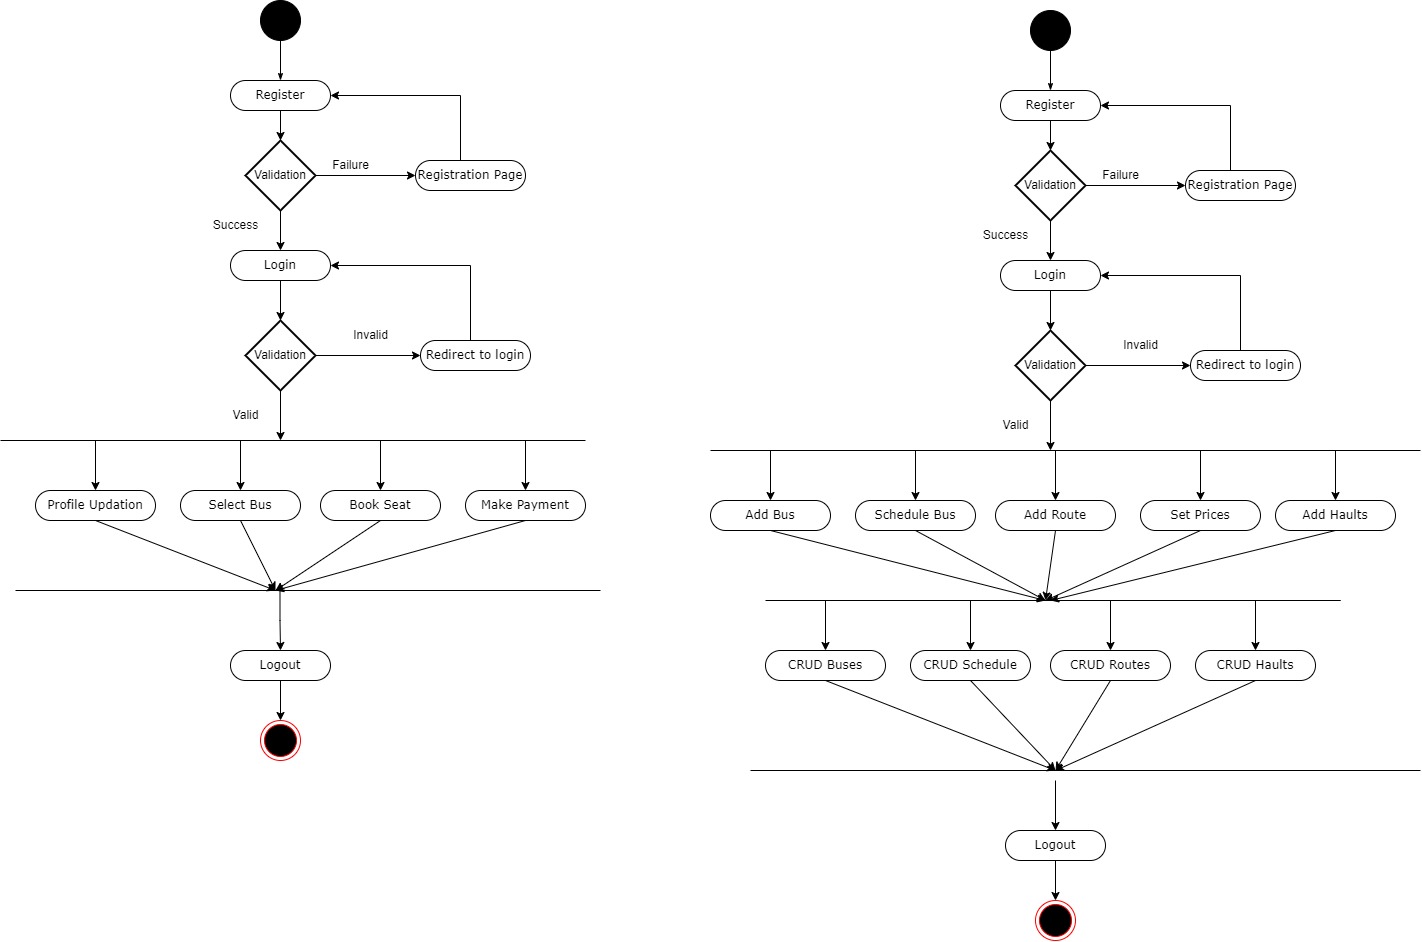 Register
Validation
Failure
Registration Page
Success
Login
Validation
Invalid
Redirect to login
Valid
Profile Updation
Select Bus
Book Seat
Make Payment
Logout
Register
Validation
Failure
Registration Page
Success
Login
Validation
Invalid
Redirect to login
Valid
Add Bus
Schedule Bus
Add Route
Set Prices
Add Haults
CRUD Buses
CRUD Schedule
CRUD Routes
CRUD Haults
Logout